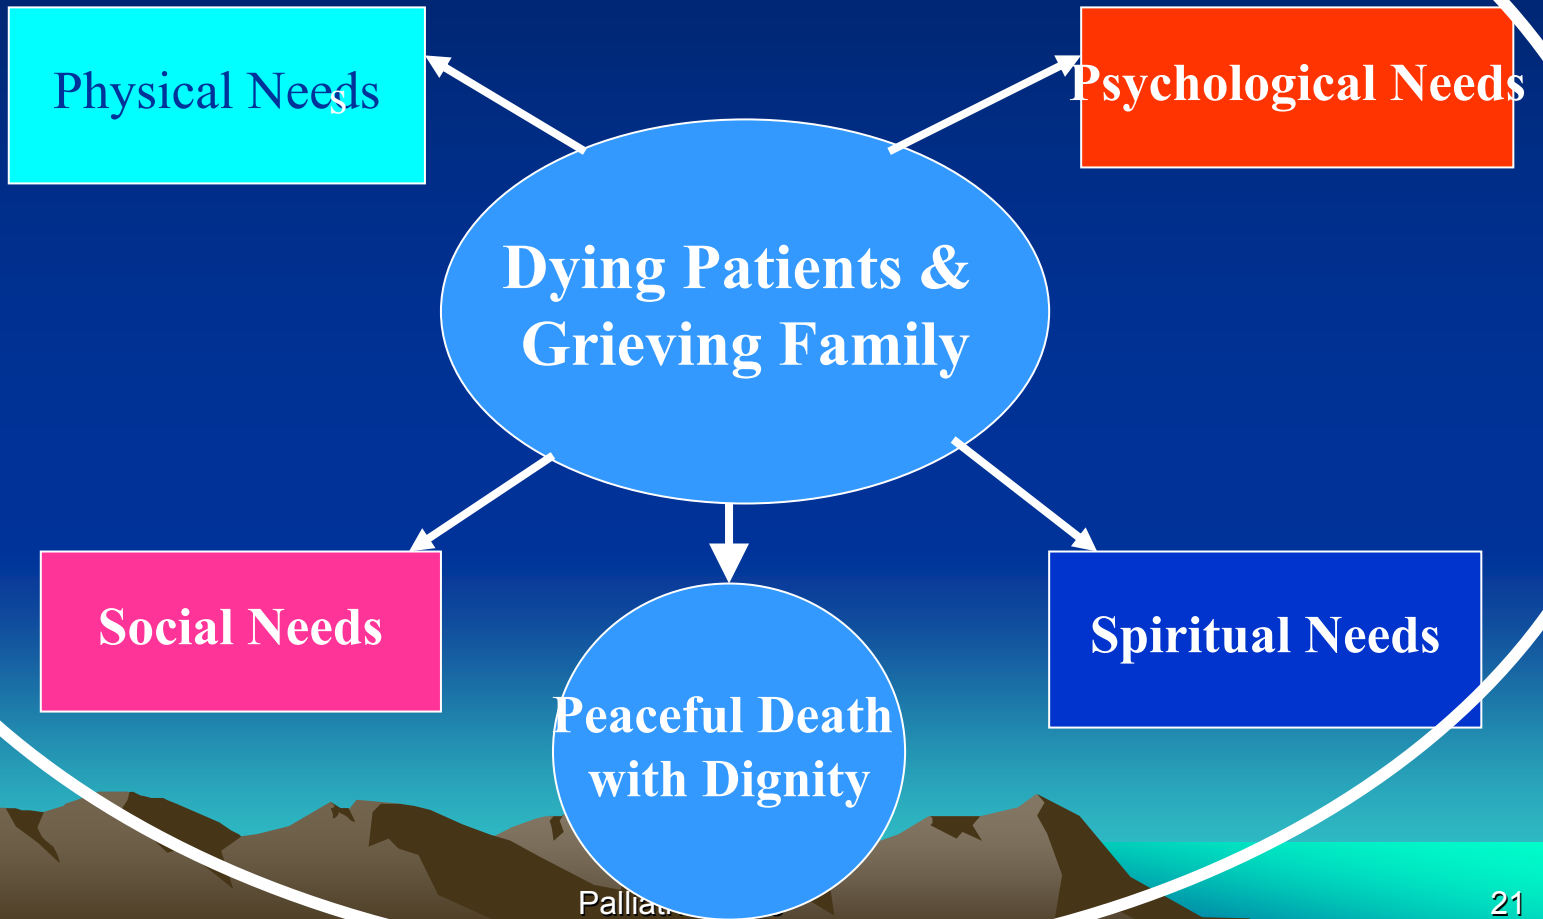 Physical Needs
s
Psychological Needs
Dying Patients &
Grieving Family
Social Needs
Spiritual Needs
Peaceful Death
with Dignity
21